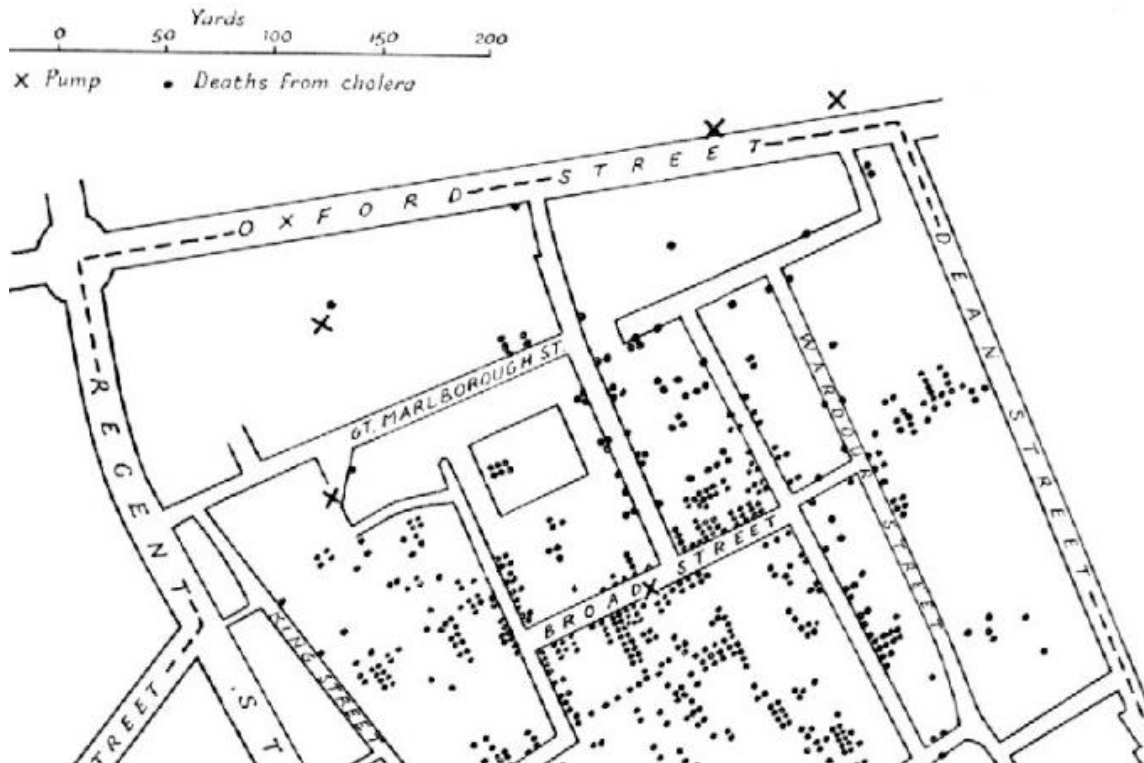 Yards
0 50 100 150 200
x Pump • Deaths from cholera
OXFORD STREET
DEAN STREET
REGENT ST.
GT. MARLBOROUGH ST.
WARDOUR STREET
BROAD STREET
KING STREET
STREET